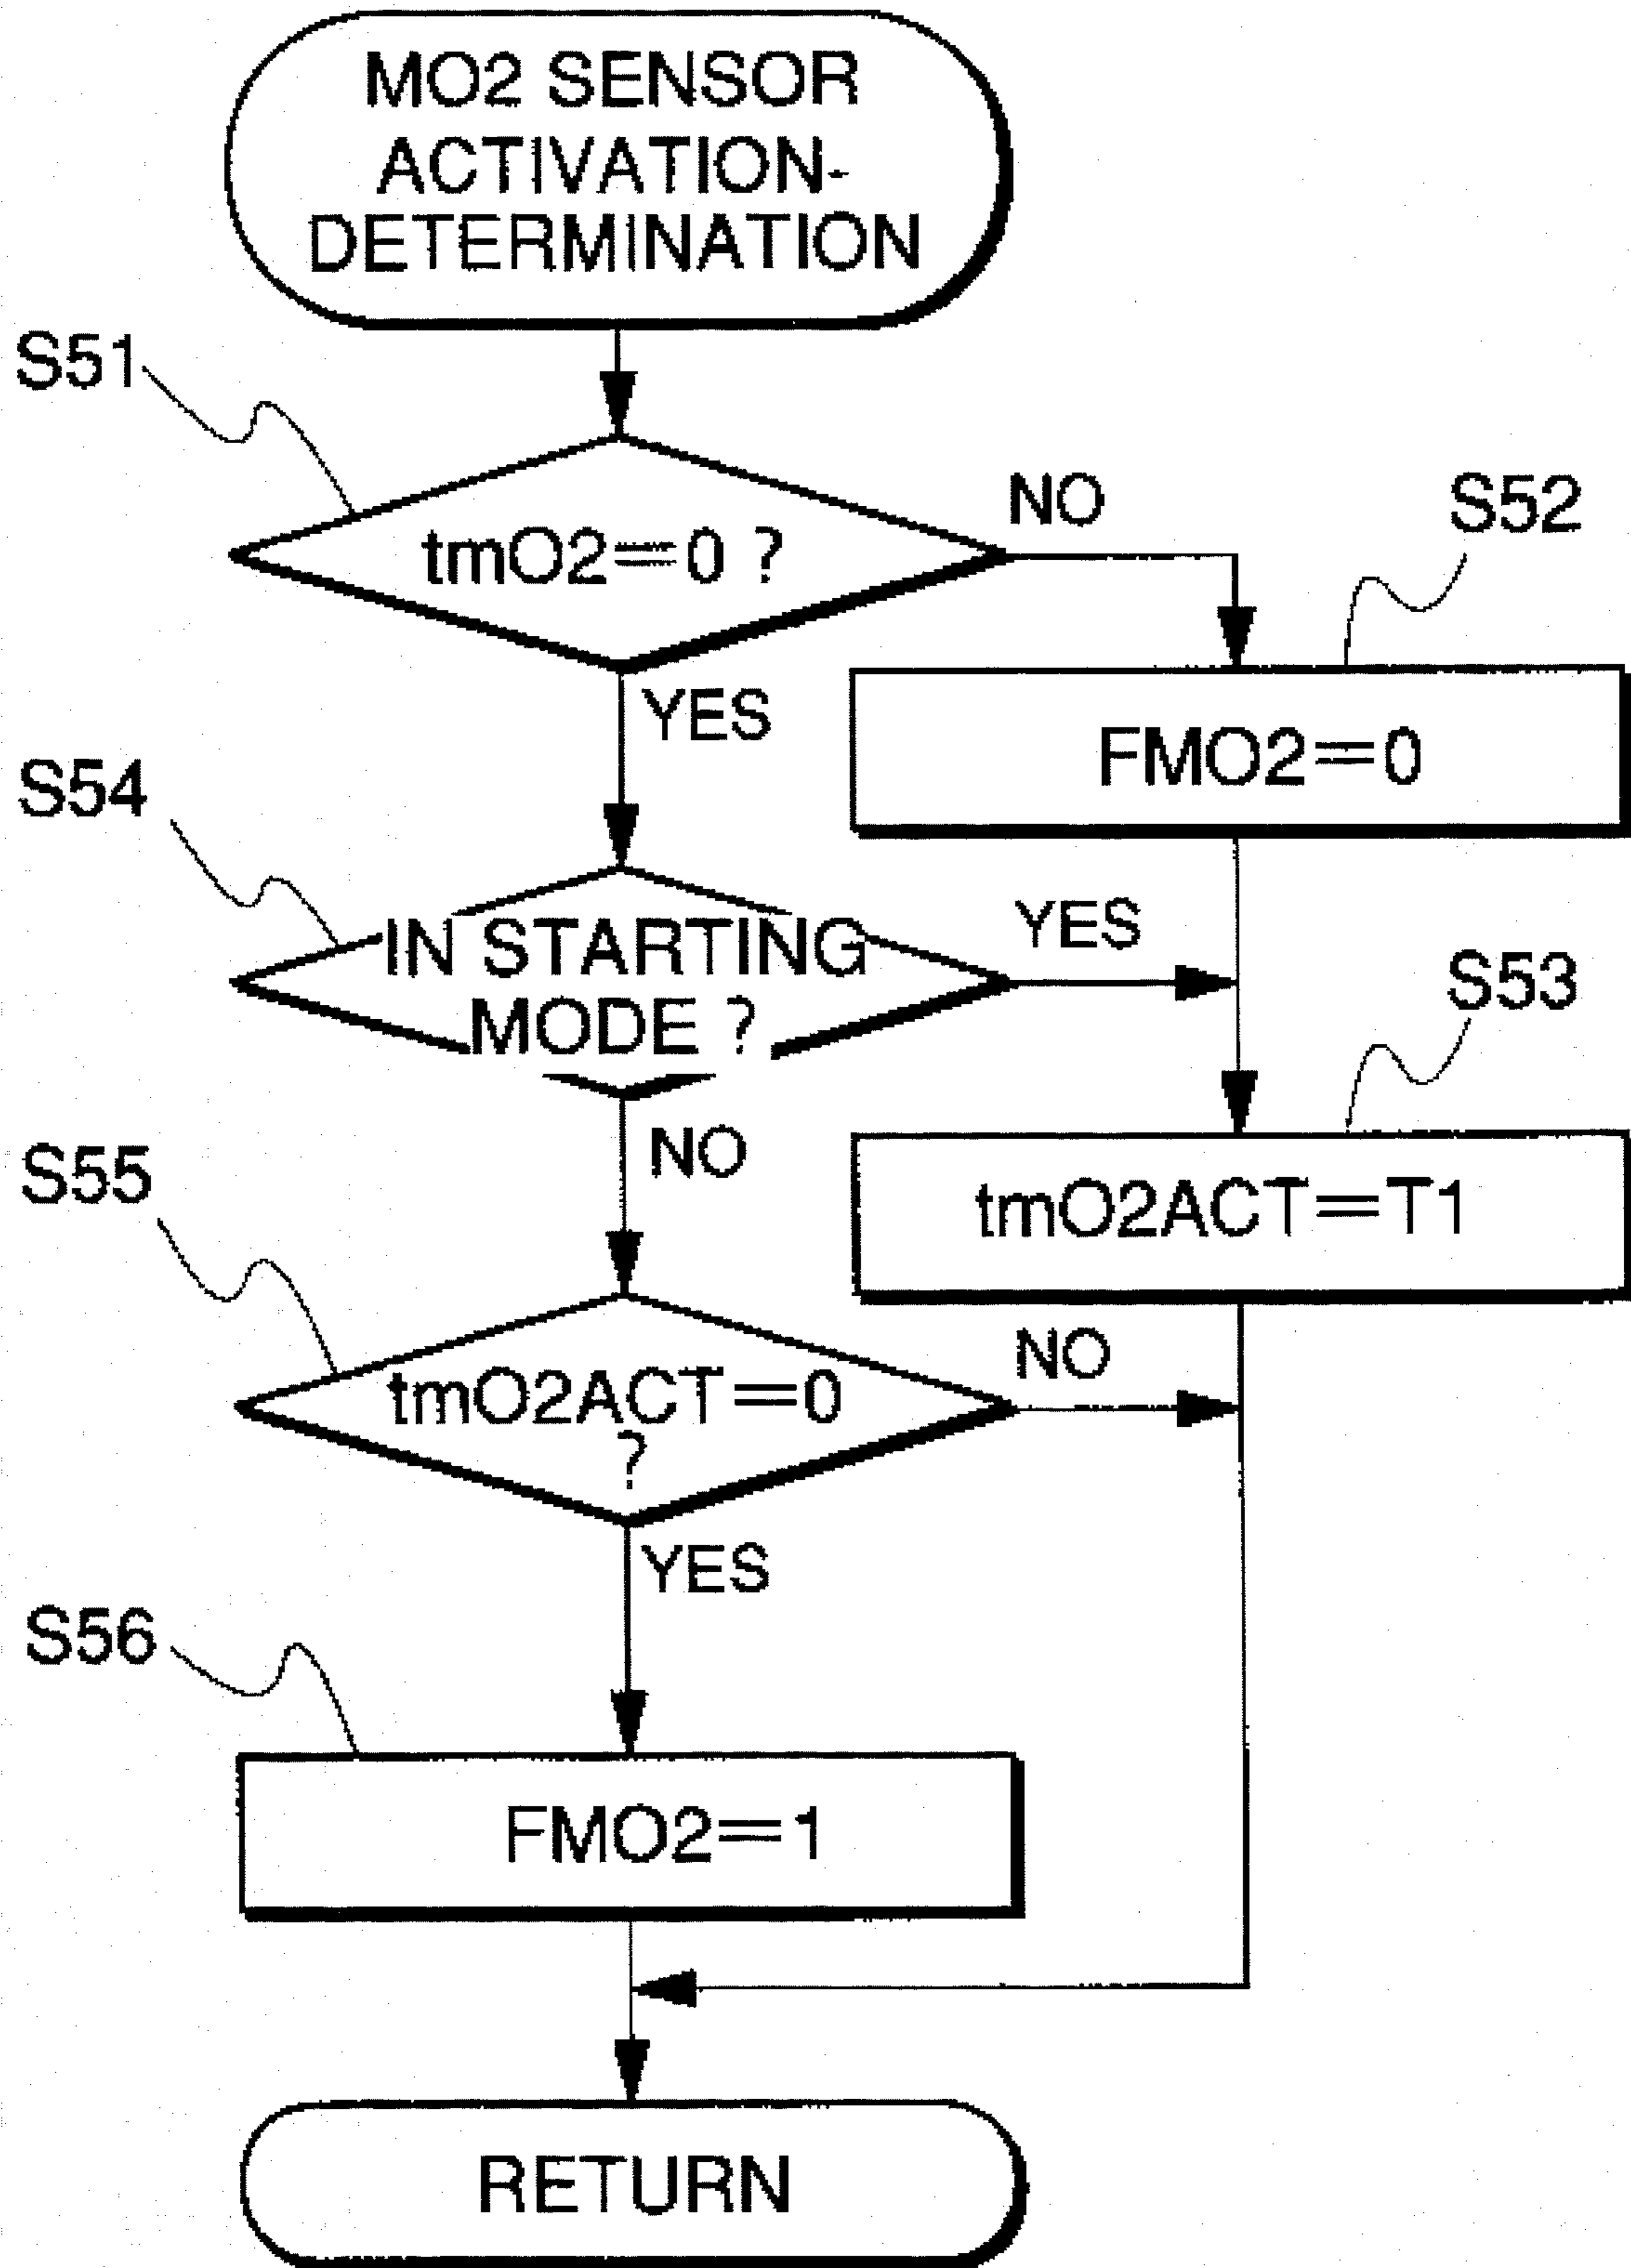 MO2 SENSOR
ACTIVATION-
DETERMINATION
S51
tmO2=0 ?
NO
S52
YES
FMO2=0
S54
IN STARTING
MODE ?
YES
S53
NO
tmO2ACT=T1
S55
tmO2ACT=0
?
NO
YES
S56
FMO2=1
RETURN